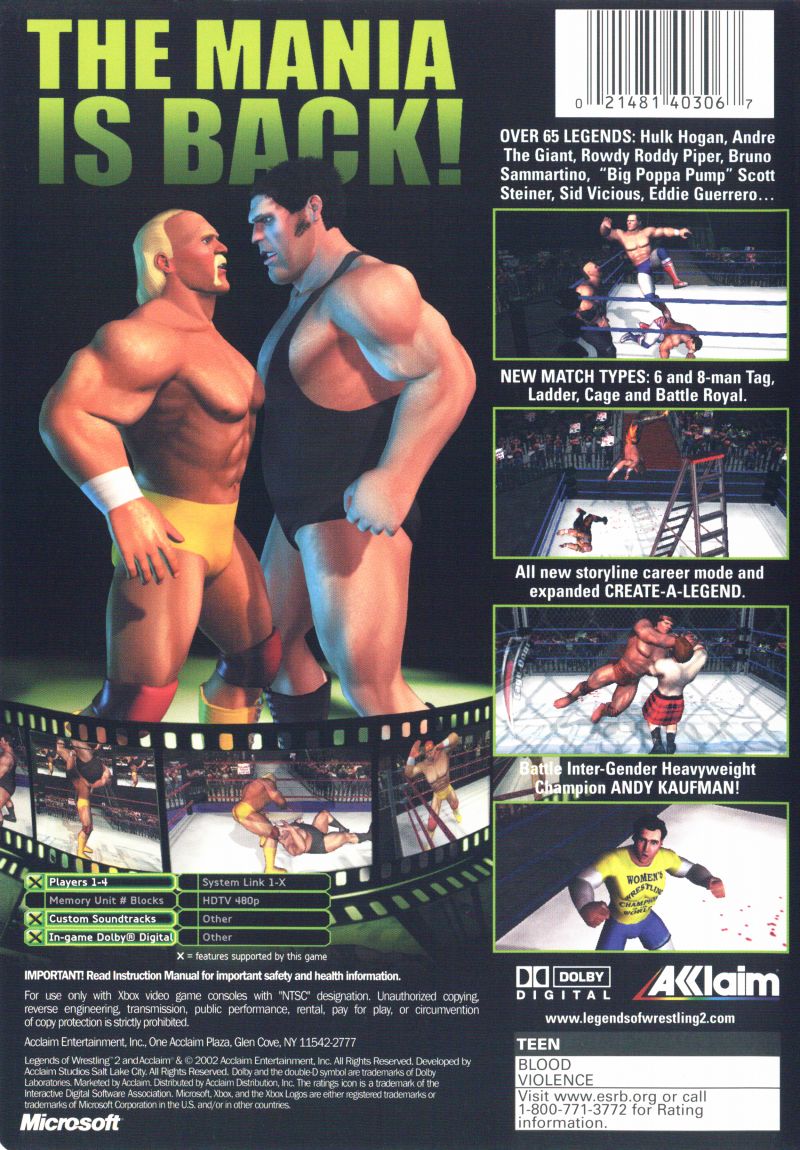 THE MANIA
IS BACK!
0 21481 40306 7
OVER 65 LEGENDS: Hulk Hogan, Andre
The Giant, Rowdy Roddy Piper, Bruno
Sammartino, “Big Poppa Pump” Scott
Steiner, Sid Vicious, Eddie Guerrero...
NEW MATCH TYPES: 6 and 8-man Tag,
Ladder, Cage and Battle Royal.
All new storyline career mode and
expanded CREATE-A-LEGEND.
Battle Inter-Gender Heavyweight
Champion ANDY KAUFMAN!
WOMEN'S
WRESTLING
CHAMPION
WORLD
Players 1-4
System Link 1-X
Memory Unit # Blocks
HDTV 480p
Custom Soundtracks
Other
In-game Dolby® Digital
Other
X = features supported by this game
IMPORTANT! Read Instruction Manual for important safety and health information.
For use only with Xbox video game consoles with "NTSC" designation. Unauthorized copying,
reverse engineering, transmission, public performance, rental, pay for play, or circumvention
of copy protection is strictly prohibited.
Acclaim Entertainment, Inc., One Acclaim Plaza, Glen Cove, NY 11542-2777
Legends of Wrestling™ 2 and Acclaim® & © 2002 Acclaim Entertainment, Inc. All Rights Reserved. Developed by
Acclaim Studios Salt Lake City. All Rights Reserved. Dolby and the double-D symbol are trademarks of Dolby
Laboratories. Marketed by Acclaim. Distributed by Acclaim Distribution, Inc. The ratings icon is a trademark of the
Interactive Digital Software Association. Microsoft, Xbox, and the Xbox Logos are either registered trademarks or
trademarks of Microsoft Corporation in the U.S. and/or in other countries.
Microsoft
DOLBY
DIGITAL
AKKlaim
www.legendsofwrestling2.com
TEEN
BLOOD
VIOLENCE
Visit www.esrb.org or call
1-800-771-3772 for Rating
information.